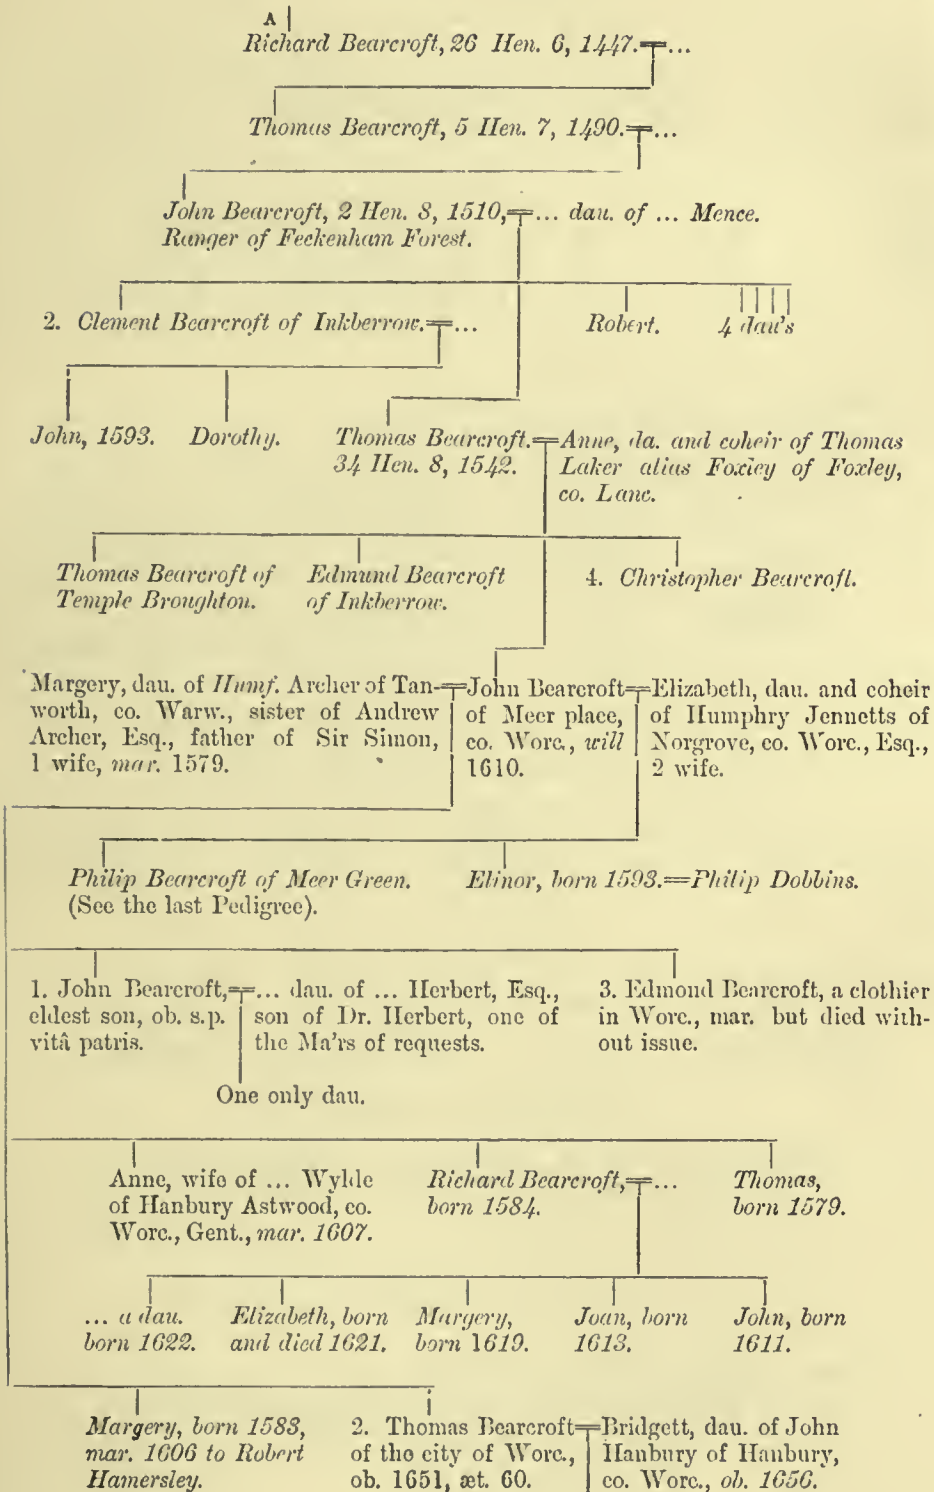 A
Richard Bearcroft, 26 Hen. 6, 1447.=...
Thomas Bearcroft, 5 Hen. 7, 1490.=...
John Bearcroft, 2 Hen. 8, 1510,=... dau. of ... Mence.
Ranger of Feckenham Forest.
2. Clement Bearcroft of Inkberrow.=...
Robert.
4 dau's
John, 1593.
Dorothy.
Thomas Bearcroft.=Anne, da. and coheir of Thomas
34 Hen. 8, 1542.
Laker alias Foxley of Foxley,
co. Lanc.
Thomas Bearcroft of
Temple Broughton.
Edmund Bearcroft
of Inkberrow.
4. Christopher Bearcroft.
Margery, dau. of Humf. Archer of Tan-
worth, co. Warw., sister of Andrew
Archer, Esq., father of Sir Simon,
1 wife, mar. 1579.
=John Bearcroft=
of Meer place,
co. Worc., will
1610.
Elizabeth, dau. and coheir
of Humphry Jennetts of
Norgrove, co. Worc., Esq.,
2 wife.
Philip Bearcroft of Meer Green.
(See the last Pedigree).
Elinor, born 1593.=Philip Dobbins.
1. John Bearcroft,=
eldest son, ob. s.p.
vitâ patris.
... dau. of ... Herbert, Esq.,
son of Dr. Herbert, one of
the Ma'rs of requests.
3. Edmond Bearcroft, a clothier
in Worc., mar. but died with-
out issue.
One only dau.
Anne, wife of ... Wylde
of Hanbury Astwood, co.
Worc., Gent., mar. 1607.
Richard Bearcroft,=...
born 1584.
Thomas,
born 1579.
... a dau.
born 1622.
Elizabeth, born
and died 1621.
Margery,
born 1619.
Joan, born
1613.
John, born
1611.
Margery, born 1583,
mar. 1606 to Robert
Hamersley.
2. Thomas Bearcroft=
of the city of Worc.,
ob. 1651, æt. 60.
Bridgett, dau. of John
Hanbury of Hanbury,
co. Worc., ob. 1656.